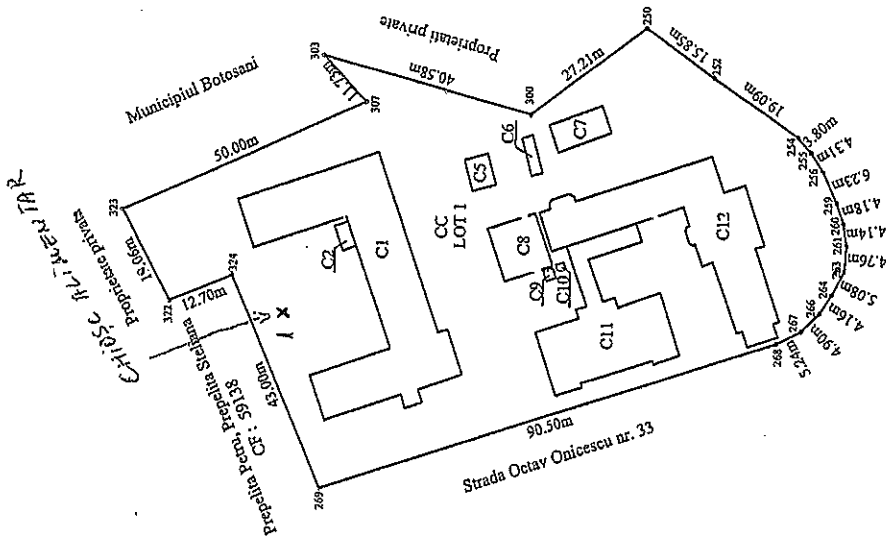 CHIOȘC ALIMENTAR
Municipiul Botosani
Proprietati private
Proprietate privata
Prepelita Petru, Prepelita Steliana
CF : 59138
Strada Octav Onicescu nr. 33
CC
LOT 1
C1
C2
C5
C6
C7
C8
C9
C10
C11
C12
X
1
250
252
254
255
256
259
260
261
263
264
266
267
268
269
300
303
307
322
323
324
50.00m
11.73m
40.58m
27.21m
15.85m
19.09m
3.80m
4.31m
6.23m
4.18m
4.14m
4.76m
5.08m
4.16m
4.90m
5.24m
90.50m
43.00m
12.70m
19.66m